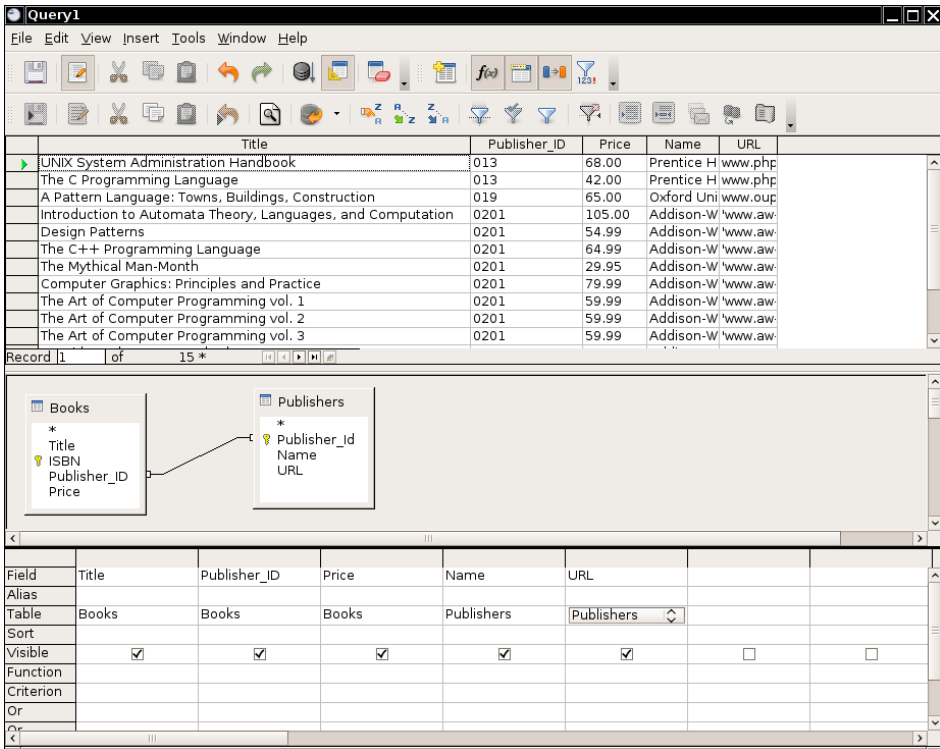 Query1
File Edit View Insert Tools Window Help
f(x) 123!
Z A A Z Z A
Title Publisher_ID Price Name URL
UNIX System Administration Handbook 013 68.00 Prentice H www.php
The C Programming Language 013 42.00 Prentice H www.php
A Pattern Language: Towns, Buildings, Construction 019 65.00 Oxford Uni www.oup
Introduction to Automata Theory, Languages, and Computation 0201 105.00 Addison-W 'www.aw-
Design Patterns 0201 54.99 Addison-W 'www.aw-
The C++ Programming Language 0201 64.99 Addison-W 'www.aw-
The Mythical Man-Month 0201 29.95 Addison-W 'www.aw-
Computer Graphics: Principles and Practice 0201 79.99 Addison-W 'www.aw-
The Art of Computer Programming vol. 1 0201 59.99 Addison-W 'www.aw-
The Art of Computer Programming vol. 2 0201 59.99 Addison-W 'www.aw-
The Art of Computer Programming vol. 3 0201 59.99 Addison-W 'www.aw-
Record 1 of 15 *
Books
*
Title
ISBN
Publisher_ID
Price
Publishers
*
Publisher_Id
Name
URL
Field Title Publisher_ID Price Name URL
Alias
Table Books Books Books Publishers Publishers
Sort
Visible
Function
Criterion
Or
Or